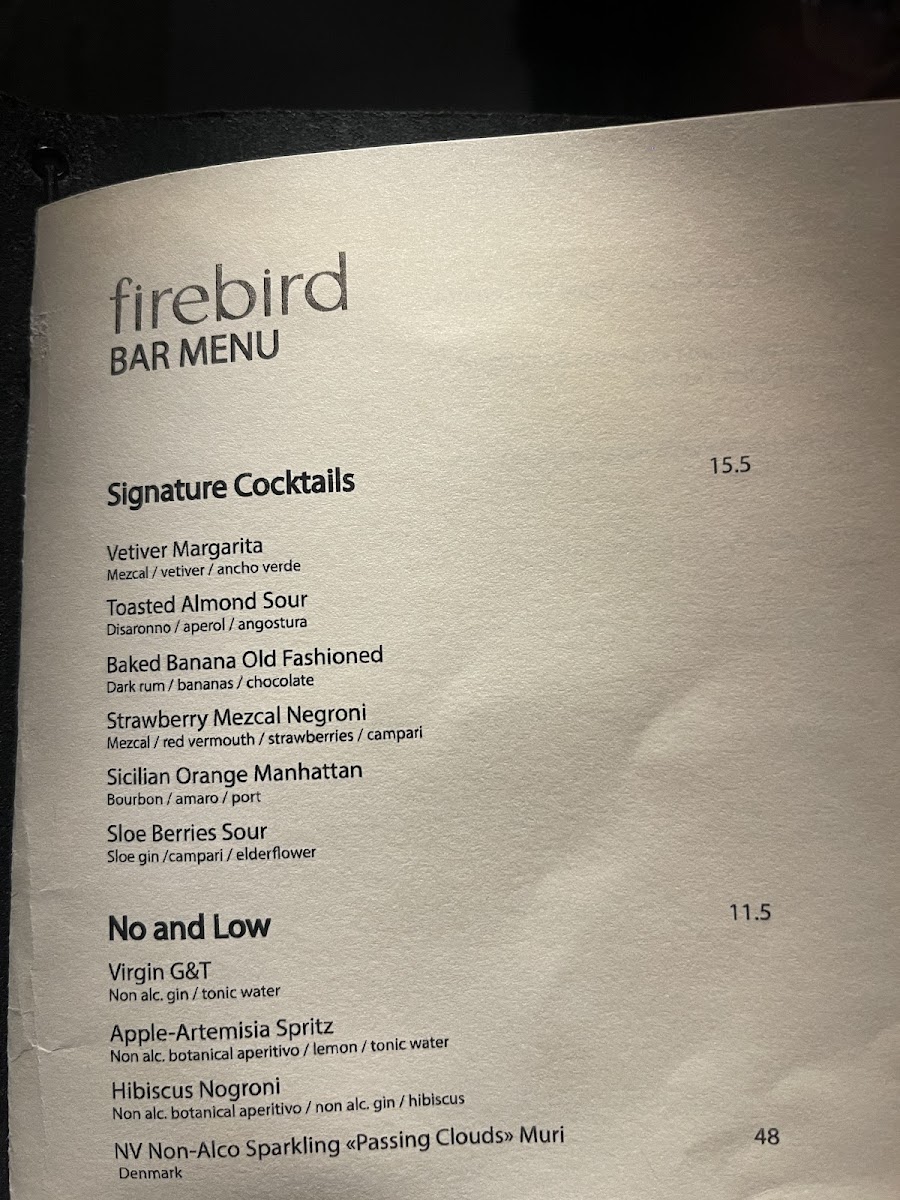 firebird
BAR MENU
Signature Cocktails 15.5
Vetiver Margarita
Mezcal / vetiver / ancho verde
Toasted Almond Sour
Disaronno / aperol / angostura
Baked Banana Old Fashioned
Dark rum / bananas / chocolate
Strawberry Mezcal Negroni
Mezcal / red vermouth / strawberries / campari
Sicilian Orange Manhattan
Bourbon / amaro / port
Sloe Berries Sour
Sloe gin /campari / elderflower
No and Low 11.5
Virgin G&T
Non alc. gin / tonic water
Apple-Artemisia Spritz
Non alc. botanical aperitivo / lemon / tonic water
Hibiscus Nogroni
Non alc. botanical aperitivo / non alc. gin / hibiscus
NV Non-Alco Sparkling «Passing Clouds» Muri 48
Denmark